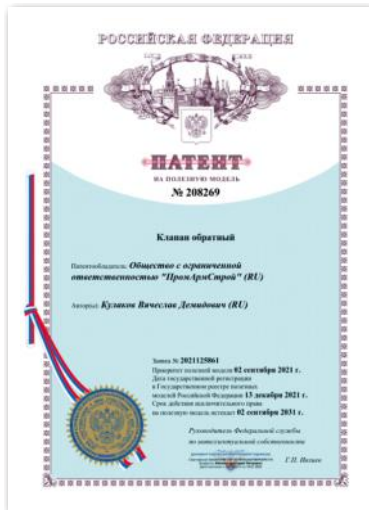 РОССИЙСКАЯ ФЕДЕРАЦИЯ
ПАТЕНТ
НА ПОЛЕЗНУЮ МОДЕЛЬ
№ 208269
Клапан обратный
Патентообладатель: Общество с ограниченной
ответственностью "ПромАрмСтрой" (RU)
Автор(ы): Куляков Вячеслав Демидович (RU)
Заявка № 2021125861
Приоритет полезной модели 02 сентября 2021 г.
Дата государственной регистрации
в Государственном реестре полезных
моделей Российской Федерации 13 декабря 2021 г.
Срок действия исключительного права
на полезную модель истекает 02 сентября 2031 г.
Руководитель Федеральной службы
по интеллектуальной собственности
Г.П. Ивлиев